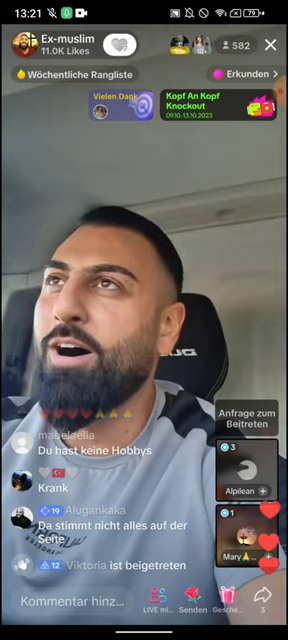 13:21
79
Ex-muslim
11.0K Likes
582
Wöchentliche Rangliste
Erkunden >
Vielen Dank
Kopf An Kopf
Knockout
09.10-13.10.2023
Anfrage zum
Beitreten
mabelaella
Du hast keine Hobbys
3
Alpilean +
Krank
19 Alugankaka
Da stimmt nicht alles auf der
Seite
1
Mary
12 Viktoria ist beigetreten
Kommentar hinz...
LIVE mi...
Senden
Gesche...
3